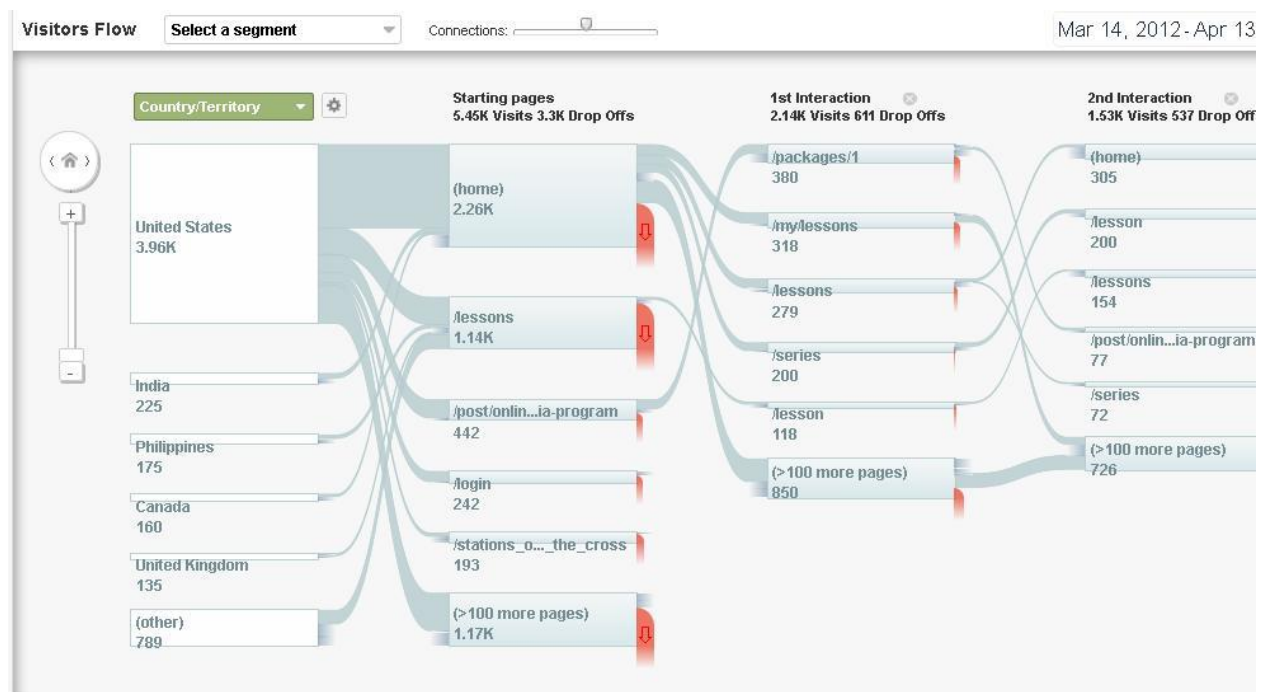 Visitors Flow
Select a segment
Connections:
Mar 14, 2012 - Apr 13
Country/Territory
Starting pages
5.45K Visits 3.3K Drop Offs
1st Interaction
2.14K Visits 611 Drop Offs
2nd Interaction
1.53K Visits 537 Drop Off
United States
3.96K
India
225
Philippines
175
Canada
160
United Kingdom
135
(other)
789
(home)
2.26K
/lessons
1.14K
/post/onlin...ia-program
442
/login
242
/stations_o..._the_cross
193
(>100 more pages)
1.17K
/packages/1
380
/my/lessons
318
/lessons
279
/series
200
/lesson
118
(>100 more pages)
850
(home)
305
/lesson
200
/lessons
154
/post/onlin...ia-program
77
/series
72
(>100 more pages)
726